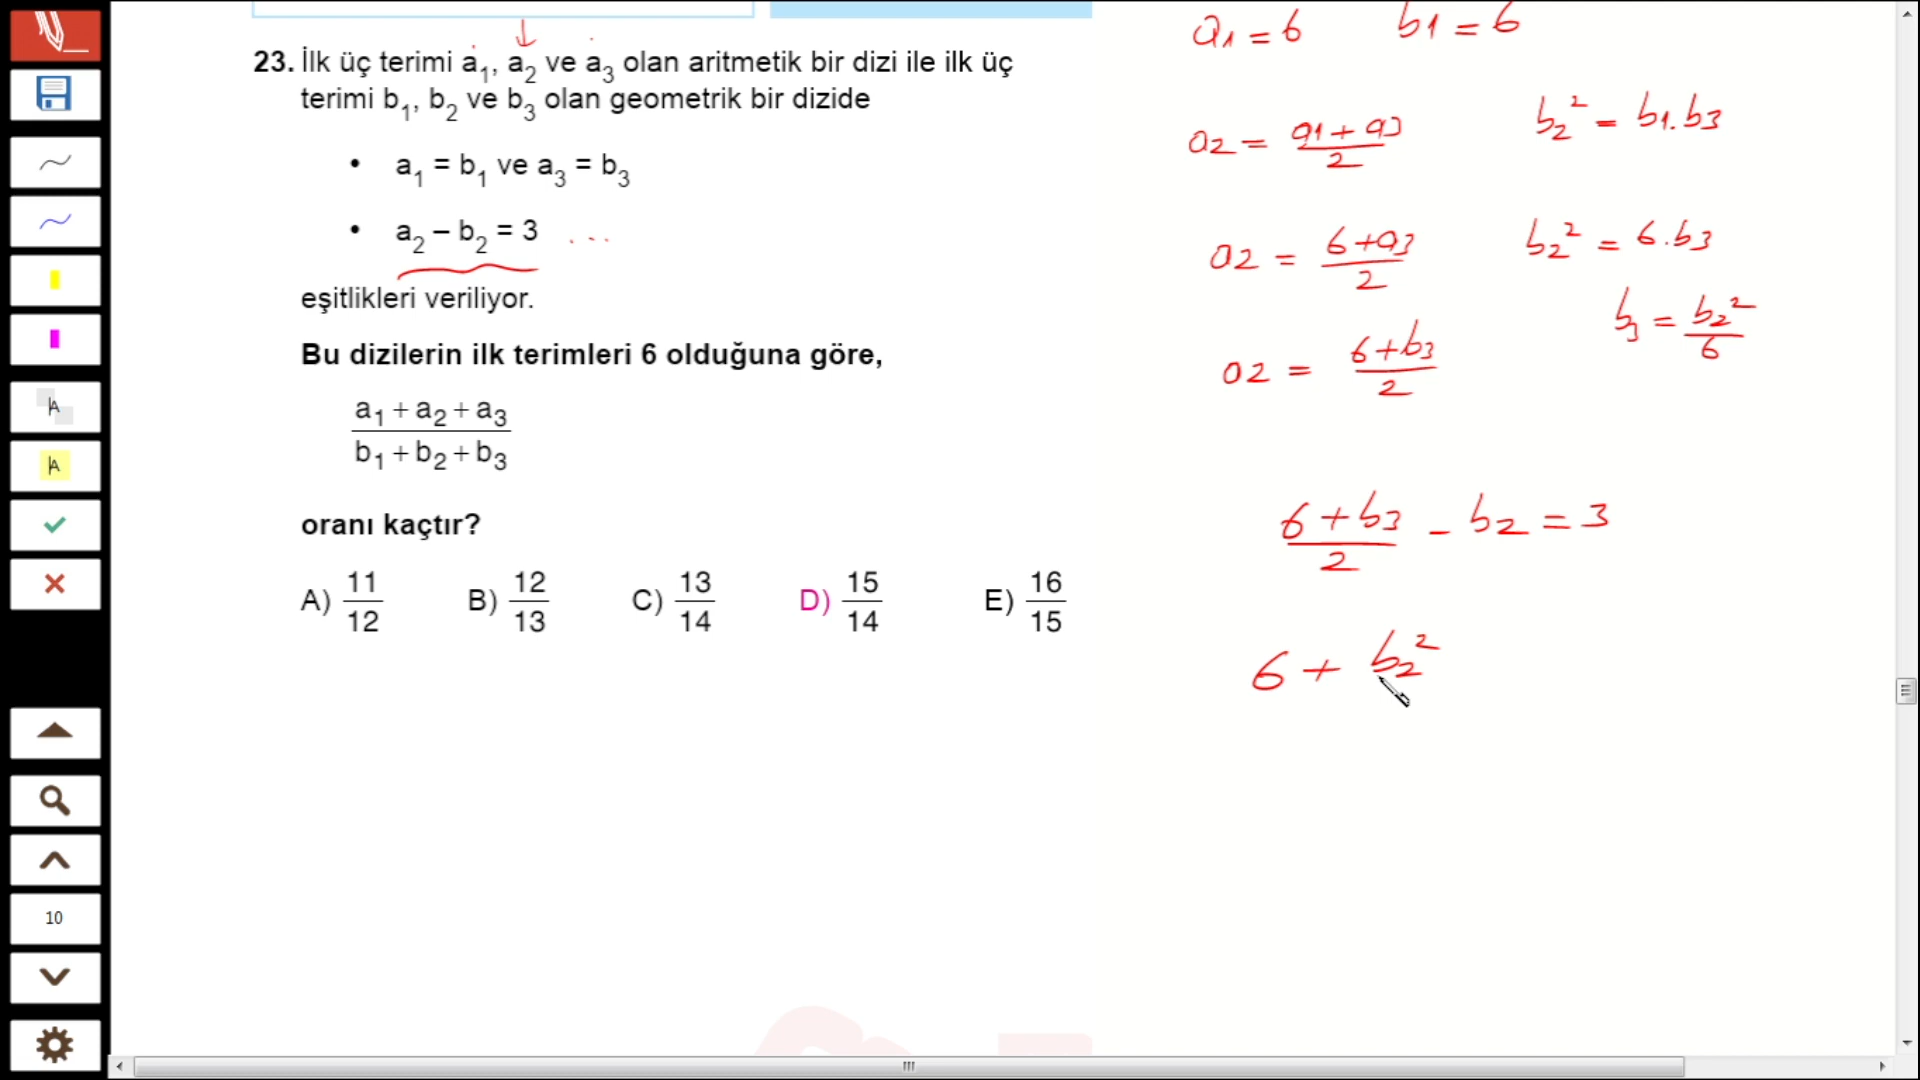 23. İlk üç terimi a₁, a₂ ve a₃ olan aritmetik bir dizi ile ilk üç
terimi b₁, b₂ ve b₃ olan geometrik bir dizide
• a₁ = b₁ ve a₃ = b₃
• a₂ – b₂ = 3 . ...
eşitlikleri veriliyor.
Bu dizilerin ilk terimleri 6 olduğuna göre,
a₁ + a₂ + a₃
b₁ + b₂ + b₃
oranı kaçtır?
A) 11/12 B) 12/13 C) 13/14 D) 15/14 E) 16/15
a₁ = 6 b₁ = 6
a₂ = (a₁ + a₃)/2 b₂² = b₁.b₃
a₂ = (6 + a₃)/2 b₂² = 6.b₃
b₃ = b₂²/6
a₂ = (6 + b₃)/2
(6 + b₃)/2 - b₂ = 3
6 + b₂²
A
A
10